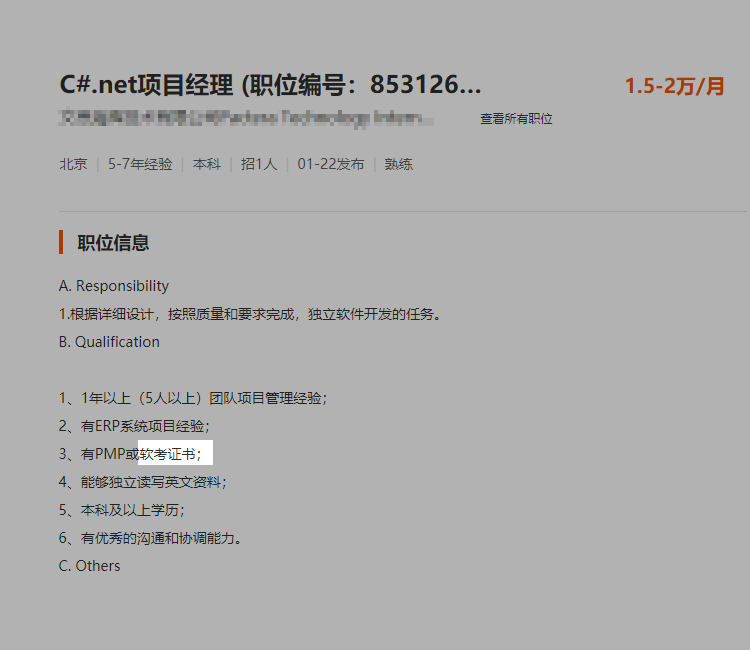 C#.net项目经理 (职位编号：853126...
1.5-2万/月
查看所有职位
北京 | 5-7年经验 | 本科 | 招1人 | 01-22发布 | 熟练
职位信息
A. Responsibility
1.根据详细设计，按照质量和要求完成，独立软件开发的任务。
B. Qualification
1、1年以上（5人以上）团队项目管理经验；
2、有ERP系统项目经验；
3、有PMP或软考证书；
4、能够独立读写英文资料；
5、本科及以上学历；
6、有优秀的沟通和协调能力。
C. Others